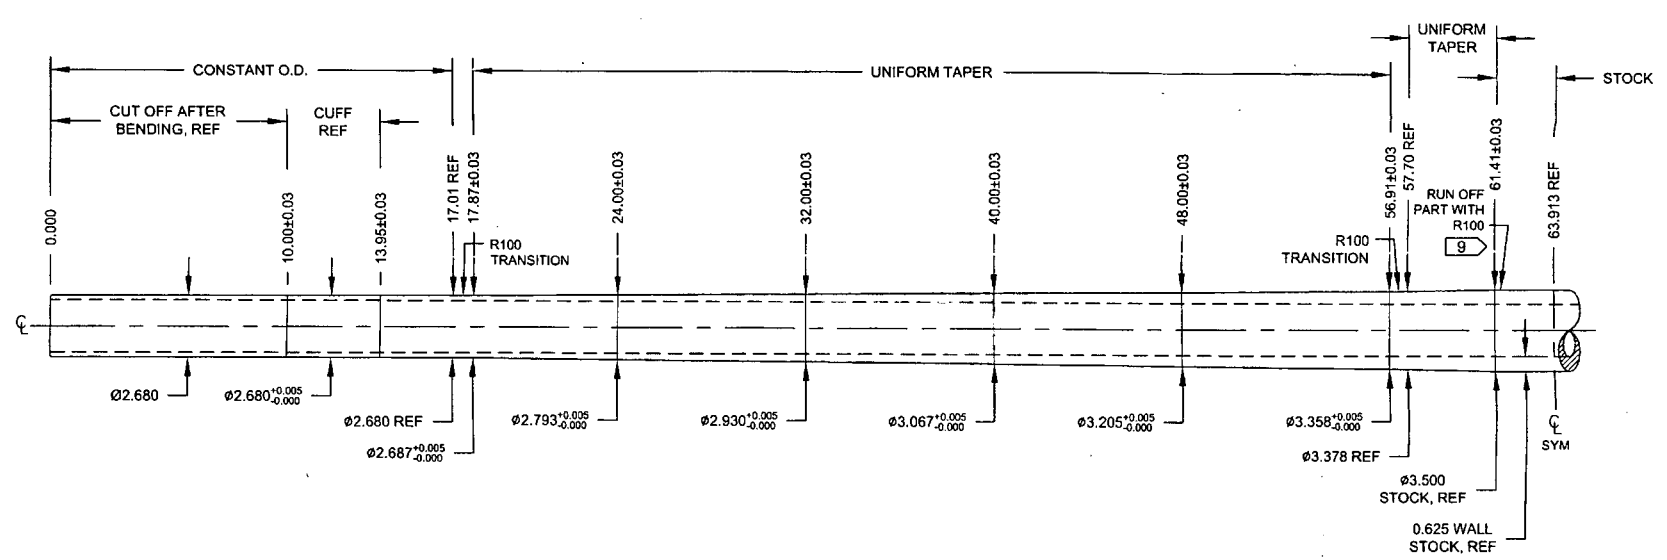 UNIFORM
TAPER
CONSTANT O.D.
UNIFORM TAPER
STOCK
CUT OFF AFTER
BENDING, REF
CUFF
REF
0.000
10.00±0.03
13.95±0.03
17.01 REF
17.87±0.03
24.00±0.03
32.00±0.03
40.00±0.03
48.00±0.03
56.91±0.03
57.70 REF
61.41±0.03
63.913 REF
R100
TRANSITION
R100
TRANSITION
RUN OFF
PART WITH
R100
9
℄
Ø2.680
Ø2.680+0.005
-0.000
Ø2.680 REF
Ø2.687+0.005
-0.000
Ø2.793+0.005
-0.000
Ø2.930+0.005
-0.000
Ø3.067+0.005
-0.000
Ø3.205+0.005
-0.000
Ø3.358+0.005
-0.000
Ø3.378 REF
Ø3.500
STOCK, REF
0.625 WALL
STOCK, REF
℄
SYM